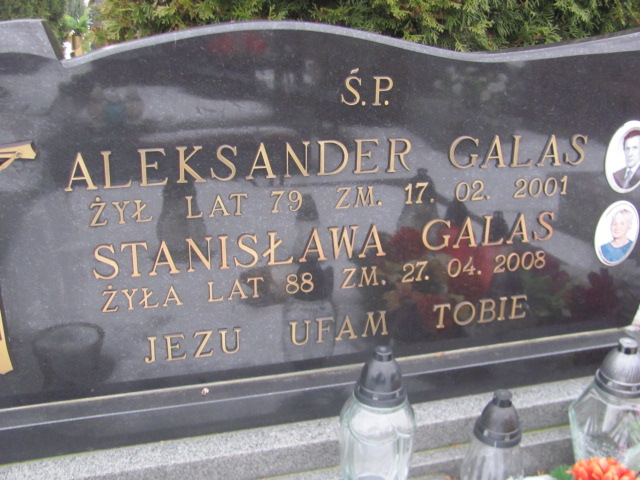 Ś.P.
ALEKSANDER GALAS
ŻYŁ LAT 79 ZM. 17. 02. 2001
STANISŁAWA GALAS
ŻYŁA LAT 88 ZM. 27. 04. 2008
JEZU UFAM TOBIE